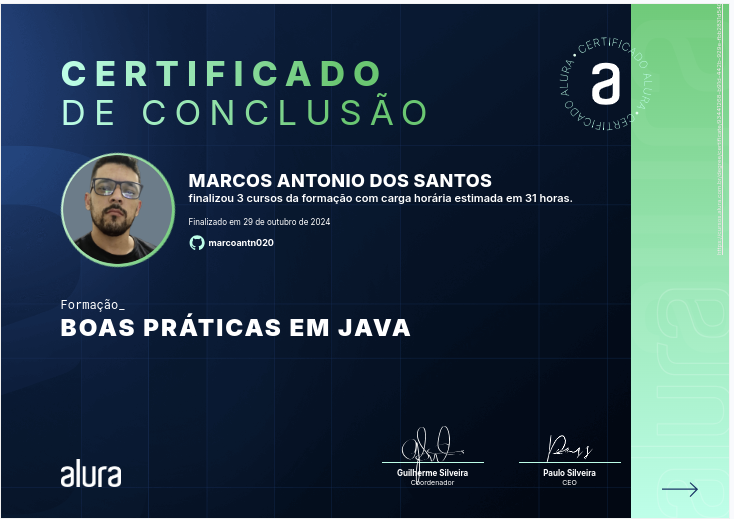 CERTIFICADO
DE CONCLUSÃO
CERTIFICADO ALURA • CERTIFICADO ALURA •
a
MARCOS ANTONIO DOS SANTOS
finalizou 3 cursos da formação com carga horária estimada em 31 horas.
Finalizado em 29 de outubro de 2024
marcoantn020
Formação_
BOAS PRÁTICAS EM JAVA
alura
Guilherme Silveira
Coordenador
Paulo Silveira
CEO
alura